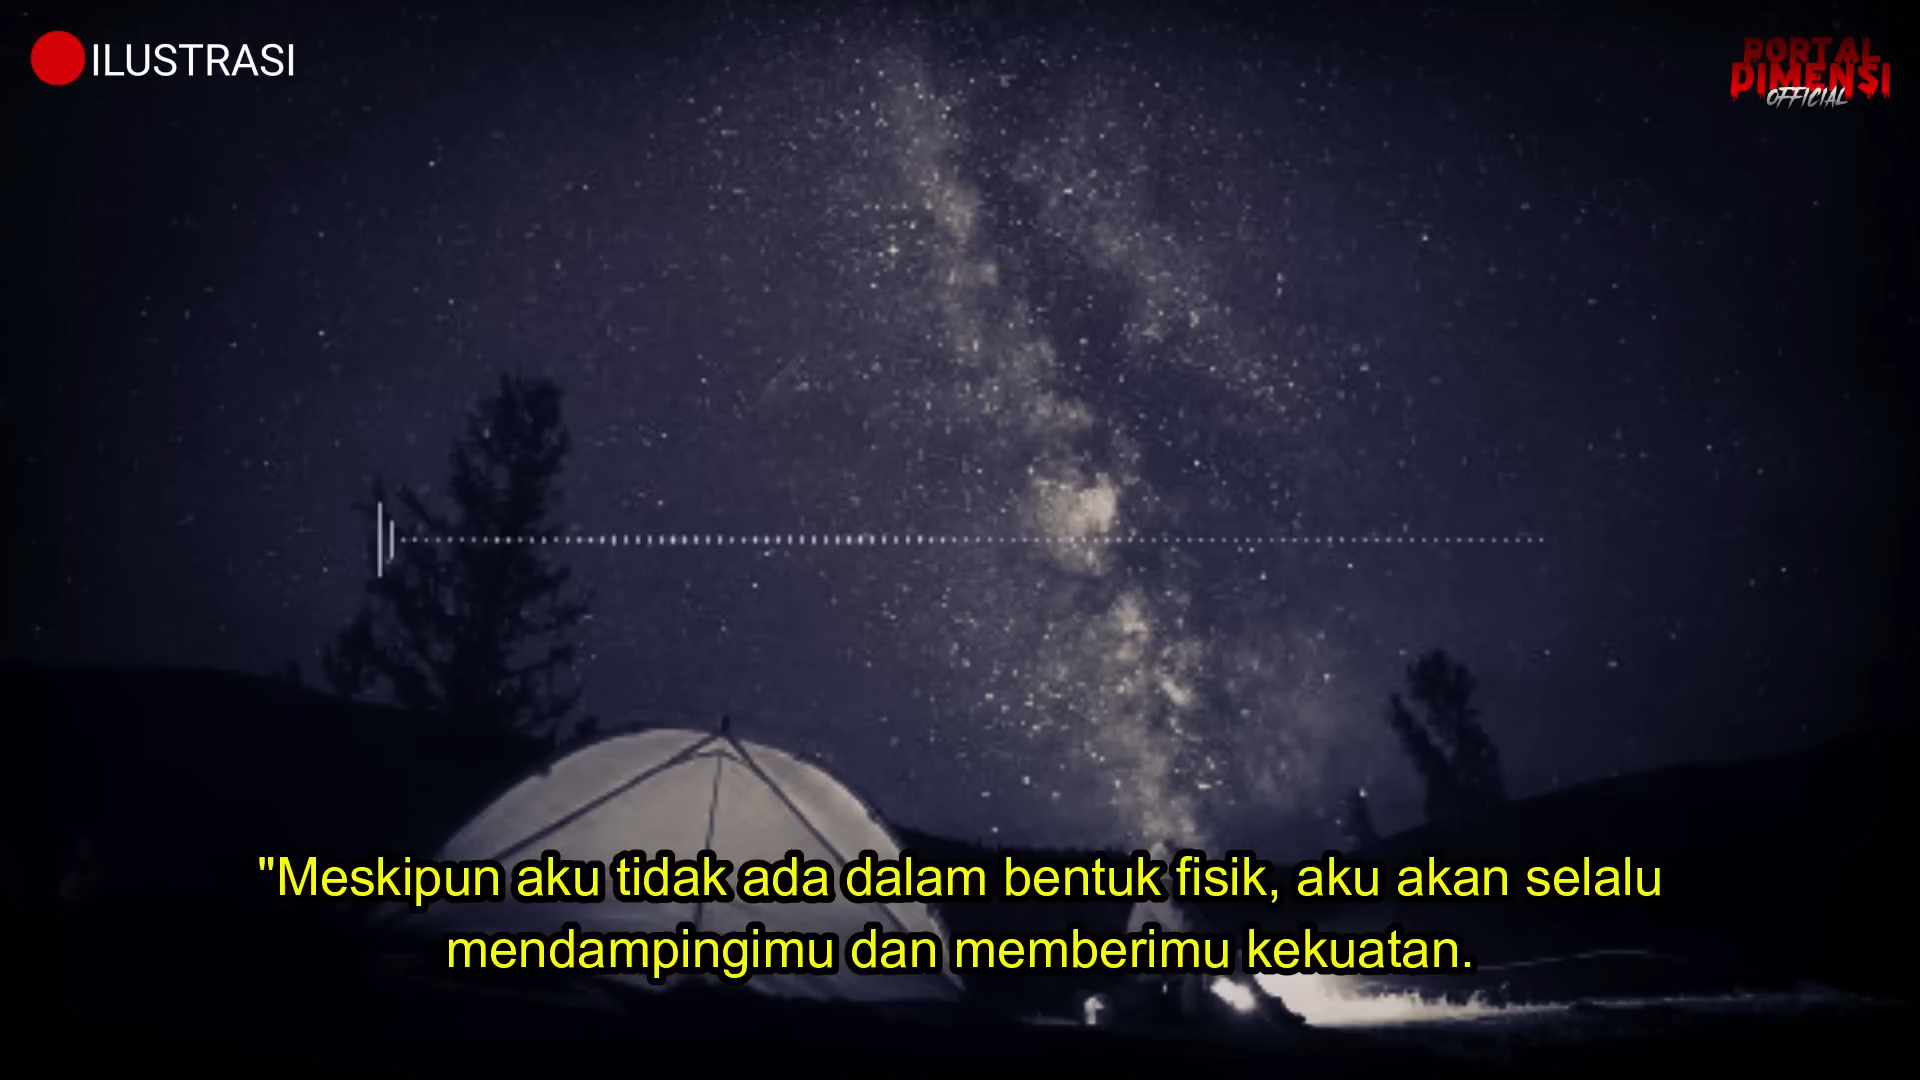 ILUSTRASI
PORTAL
DIMENSI
OFFICIAL
"Meskipun aku tidak ada dalam bentuk fisik, aku akan selalu
mendampingimu dan memberimu kekuatan.